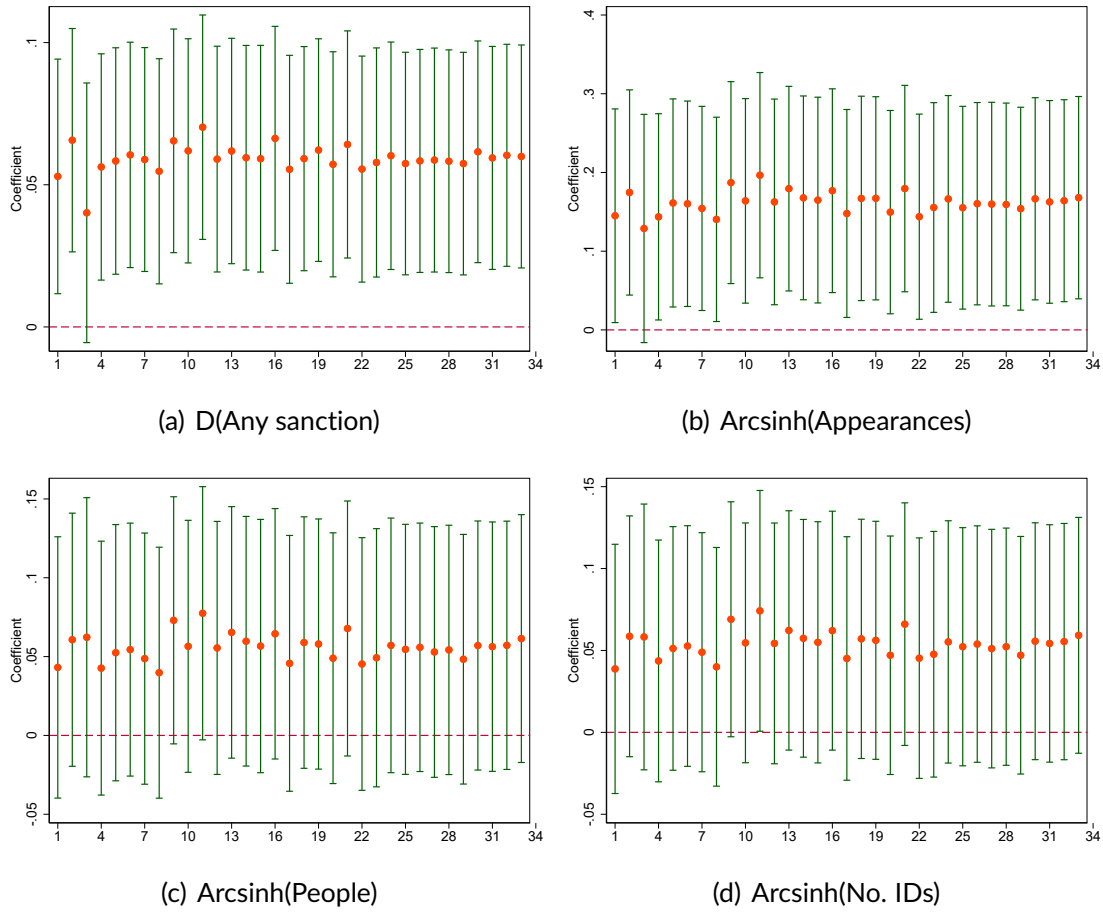 .1
.05
0
Coefficient
1 4 7 10 13 16 19 22 25 28 31 34
(a) D(Any sanction)
.4
.3
.2
.1
0
Coefficient
1 4 7 10 13 16 19 22 25 28 31 34
(b) Arcsinh(Appearances)
.15
.1
.05
0
-.05
Coefficient
1 4 7 10 13 16 19 22 25 28 31 34
(c) Arcsinh(People)
.15
.1
.05
0
-.05
Coefficient
1 4 7 10 13 16 19 22 25 28 31 34
(d) Arcsinh(No. IDs)